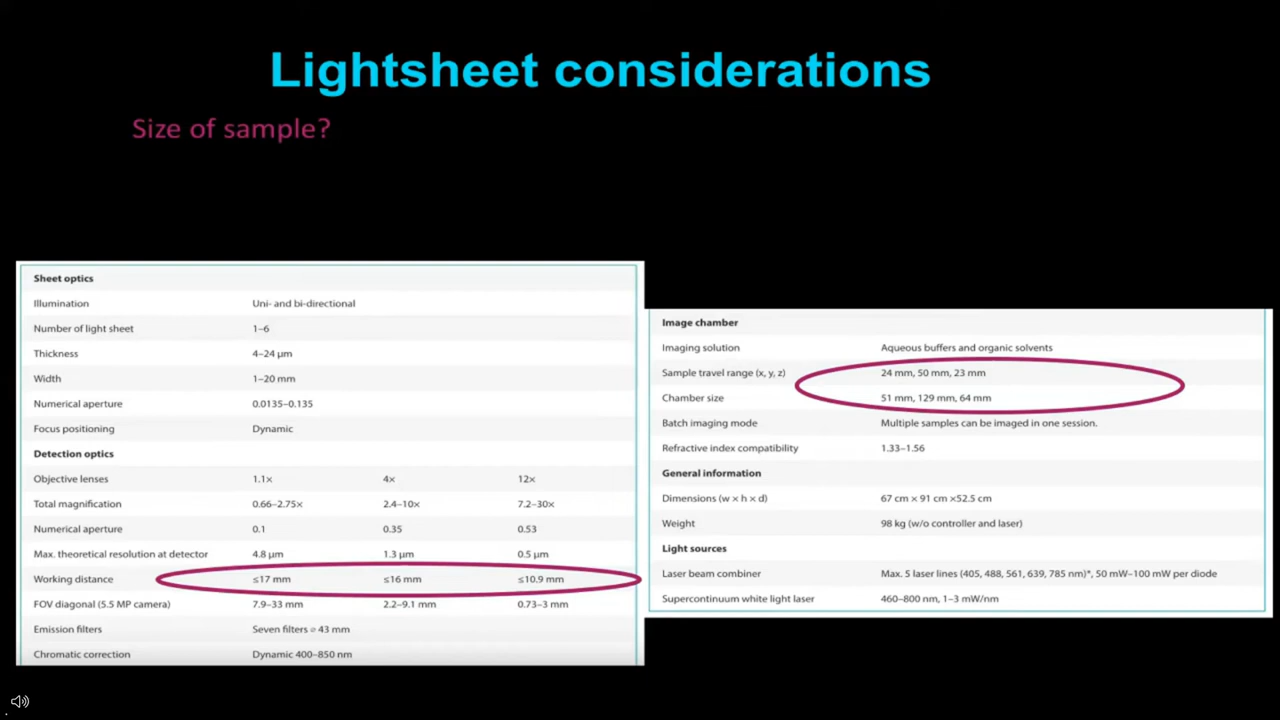 Lightsheet considerations
Size of sample?
Sheet optics
Illumination Uni- and bi-directional
Number of light sheet 1–6
Thickness 4–24 µm
Width 1–20 mm
Numerical aperture 0.0135–0.135
Focus positioning Dynamic
Detection optics
Objective lenses 1.1× 4× 12×
Total magnification 0.66–2.75× 2.4–10× 7.2–30×
Numerical aperture 0.1 0.35 0.53
Max. theoretical resolution at detector 4.8 µm 1.3 µm 0.5 µm
Working distance ≤17 mm ≤16 mm ≤10.9 mm
FOV diagonal (5.5 MP camera) 7.9–33 mm 2.2–9.1 mm 0.73–3 mm
Emission filters Seven filters ⌀ 43 mm
Chromatic correction Dynamic 400–850 nm
Image chamber
Imaging solution Aqueous buffers and organic solvents
Sample travel range (x, y, z) 24 mm, 50 mm, 23 mm
Chamber size 51 mm, 129 mm, 64 mm
Batch imaging mode Multiple samples can be imaged in one session.
Refractive index compatibility 1.33–1.56
General information
Dimensions (w × h × d) 67 cm × 91 cm ×52.5 cm
Weight 98 kg (w/o controller and laser)
Light sources
Laser beam combiner Max. 5 laser lines (405, 488, 561, 639, 785 nm)*, 50 mW–100 mW per diode
Supercontinuum white light laser 460–800 nm, 1–3 mW/nm